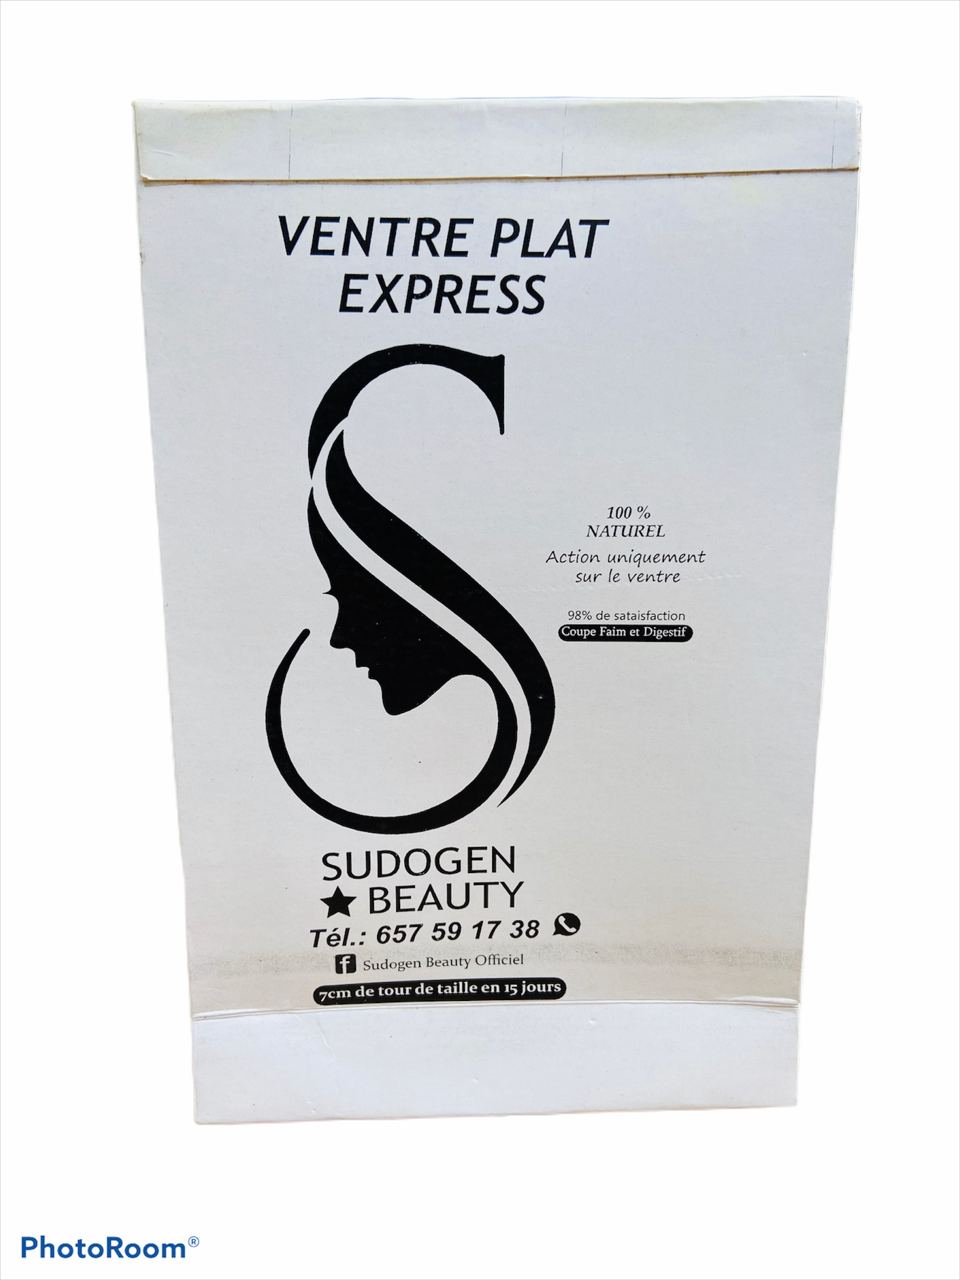 VENTRE PLAT
EXPRESS
100 %
NATUREL
Action uniquement
sur le ventre
98% de sataisfaction
Coupe Faim et Digestif
SUDOGEN
★ BEAUTY
Tél.: 657 59 17 38
Sudogen Beauty Officiel
7cm de tour de taille en 15 jours
PhotoRoom®